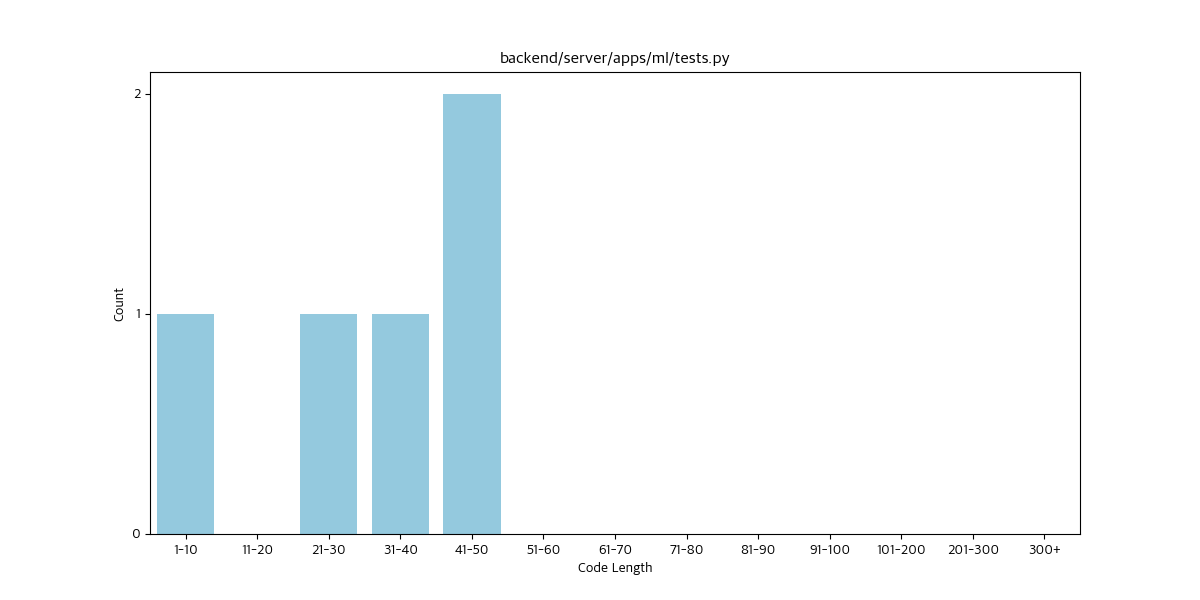 backend/server/apps/ml/tests.py
2
1
0
Count
1-10 11-20 21-30 31-40 41-50 51-60 61-70 71-80 81-90 91-100 101-200 201-300 300+
Code Length